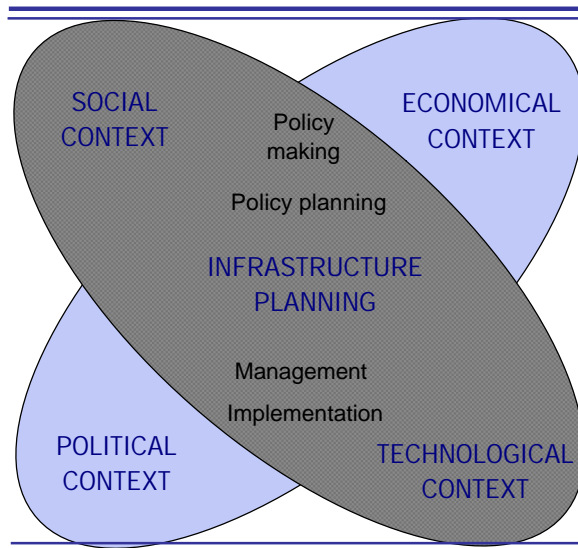 SOCIAL
CONTEXT
ECONOMICAL
CONTEXT
Policy
making
Policy planning
INFRASTRUCTURE
PLANNING
Management
Implementation
POLITICAL
CONTEXT
TECHNOLOGICAL
CONTEXT